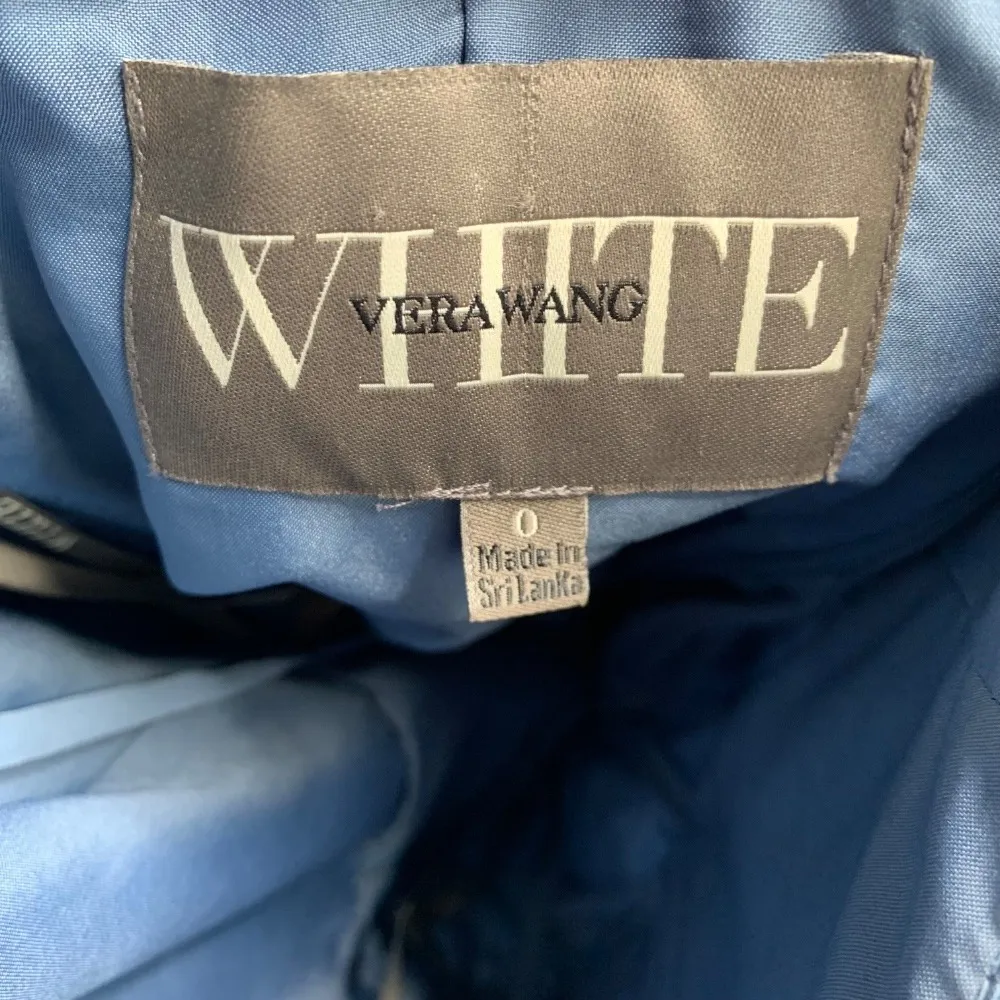 WHITE
VERA WANG
0
Made in
Sri Lanka